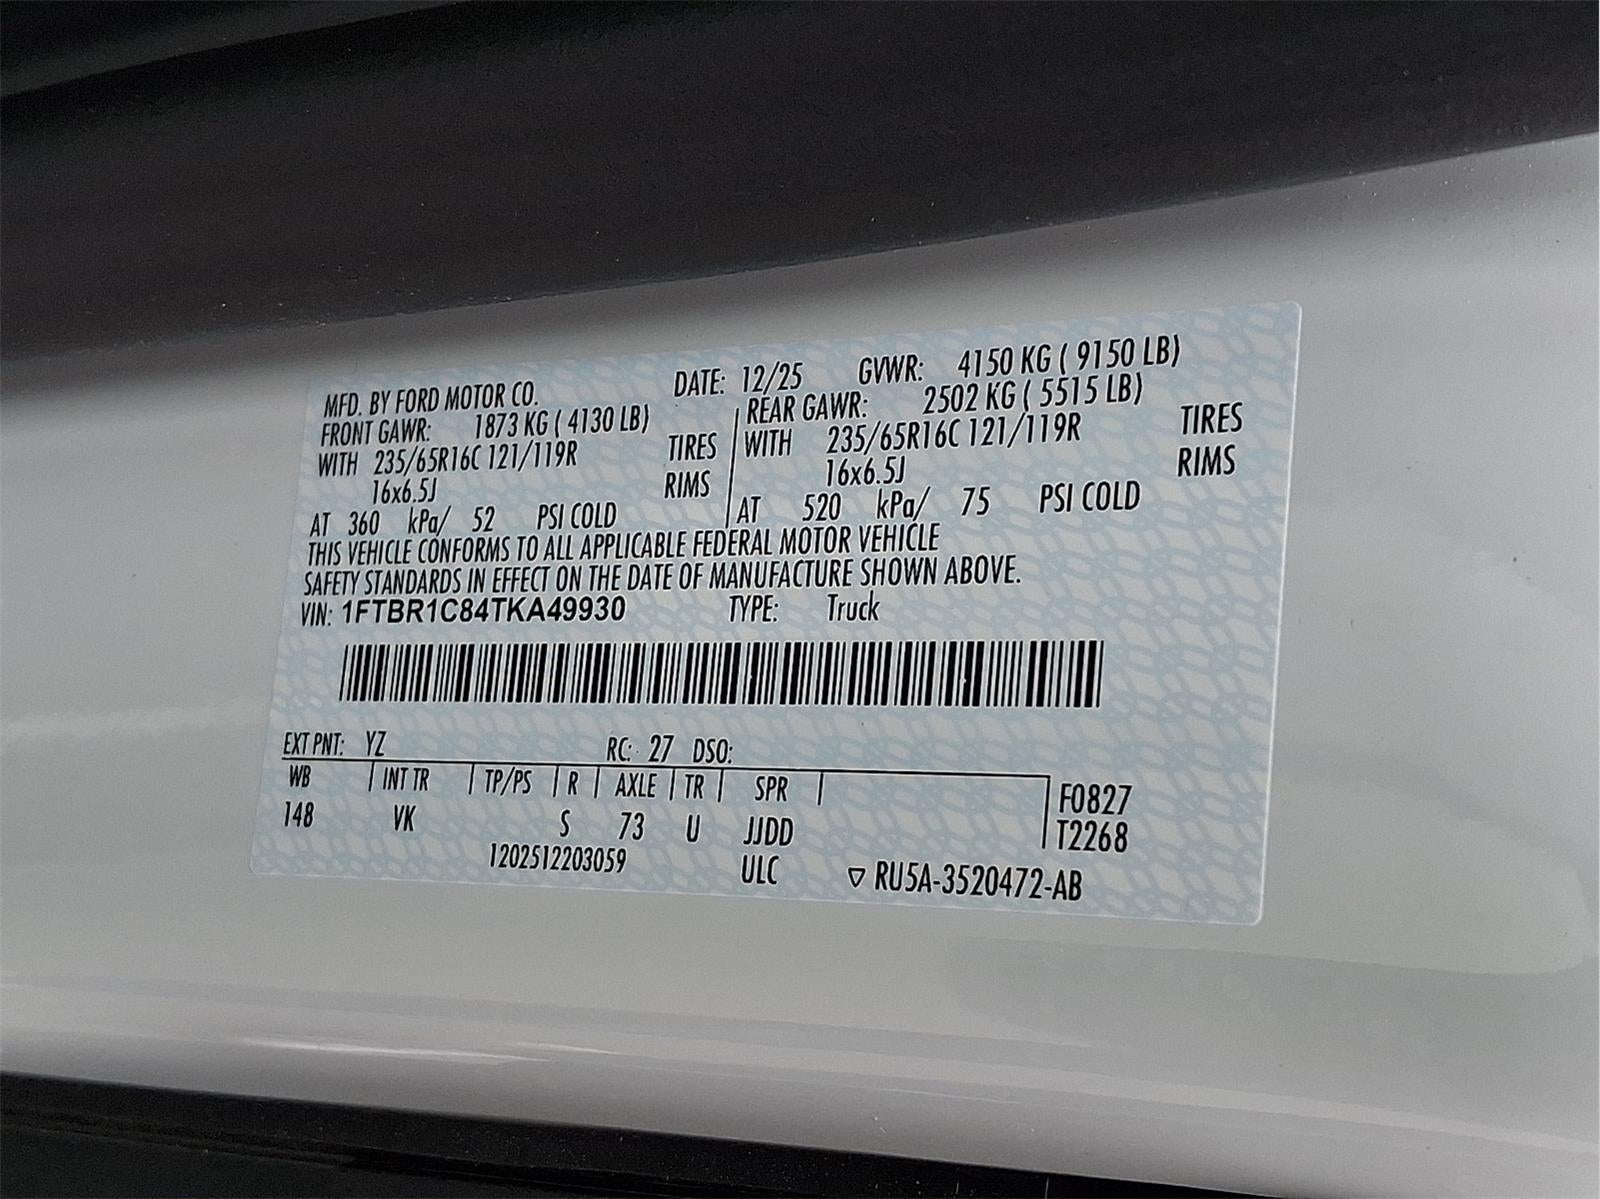 MFD. BY FORD MOTOR CO. DATE: 12/25 GVWR: 4150 KG ( 9150 LB)
FRONT GAWR: 1873 KG ( 4130 LB) REAR GAWR: 2502 KG ( 5515 LB)
WITH 235/65R16C 121/119R TIRES WITH 235/65R16C 121/119R TIRES
16x6.5J RIMS 16x6.5J RIMS
AT 360 kPa/ 52 PSI COLD AT 520 kPa/ 75 PSI COLD
THIS VEHICLE CONFORMS TO ALL APPLICABLE FEDERAL MOTOR VEHICLE
SAFETY STANDARDS IN EFFECT ON THE DATE OF MANUFACTURE SHOWN ABOVE.
VIN: 1FTBR1C84TKA49930 TYPE: Truck
EXT PNT: YZ RC: 27 DSO:
WB INT TR TP/PS R AXLE TR SPR F0827
148 VK S 73 U JJDD T2268
1202512203059 ULC ▽ RU5A-3520472-AB